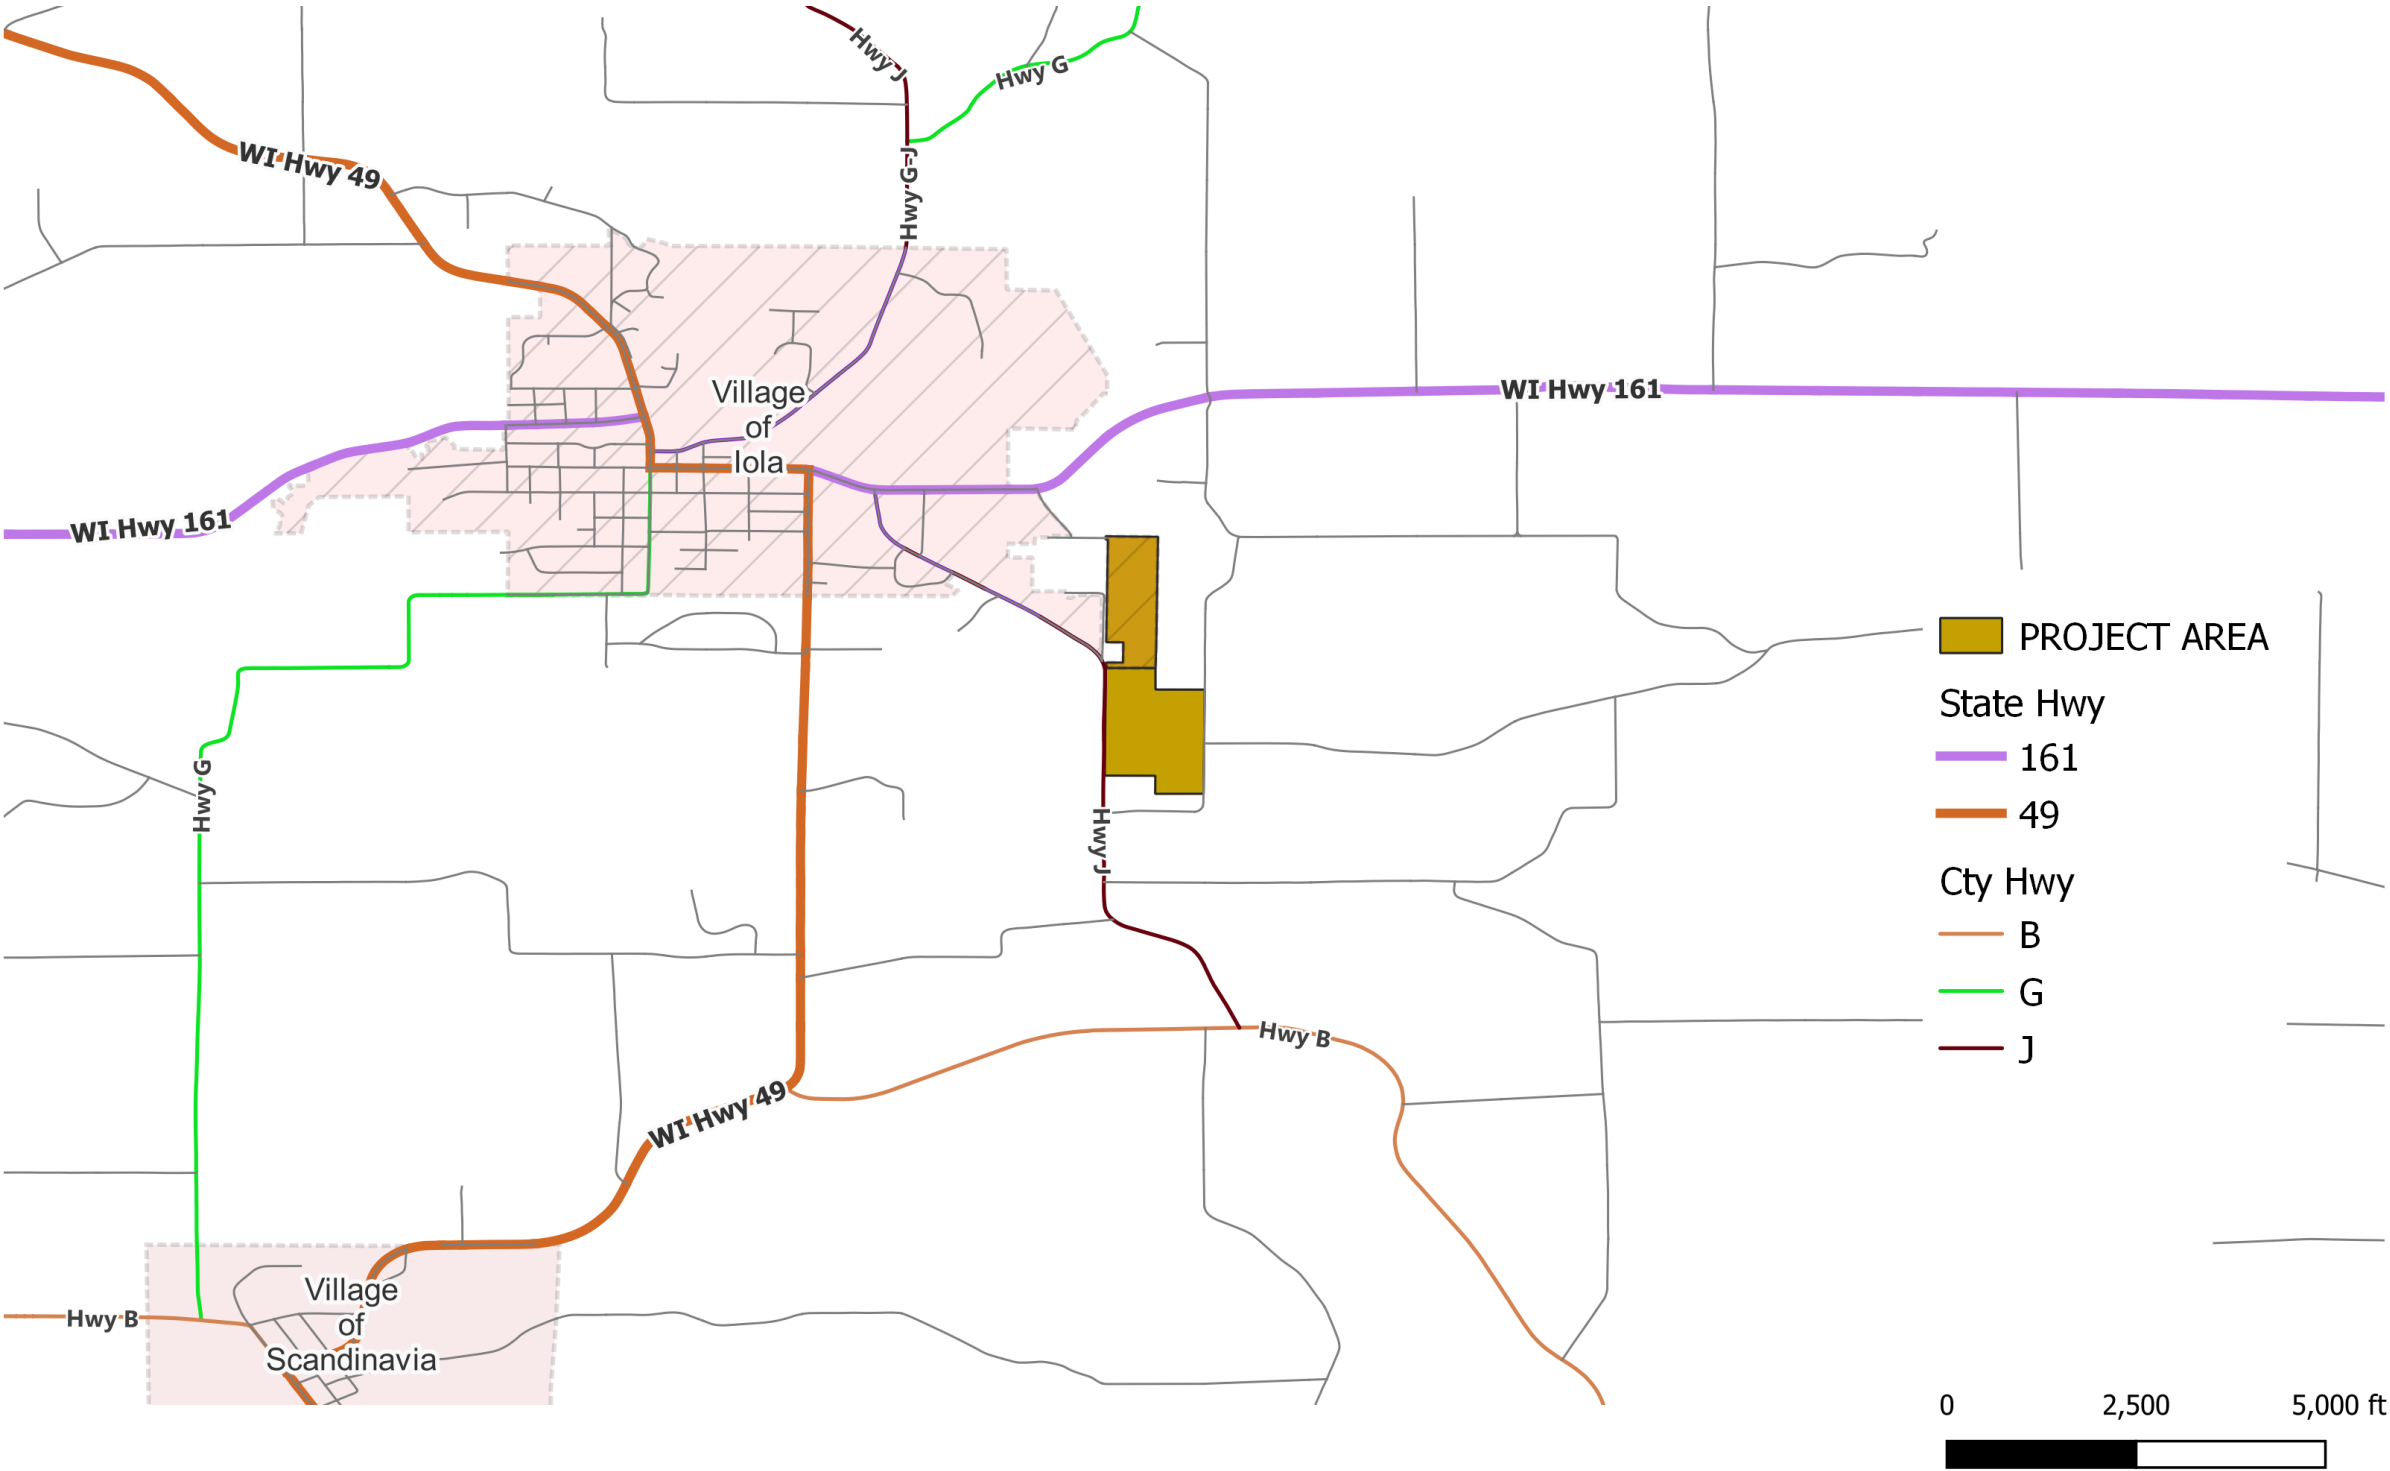 Hwy J
Hwy G
WI Hwy 49
Hwy G-J
Village
of
Iola
WI Hwy 161
WI Hwy 161
PROJECT AREA
State Hwy
161
49
Cty Hwy
B
G
J
Hwy G
Hwy J
Hwy B
WI Hwy 49
Village
of
Scandinavia
Hwy B
0 2,500 5,000 ft